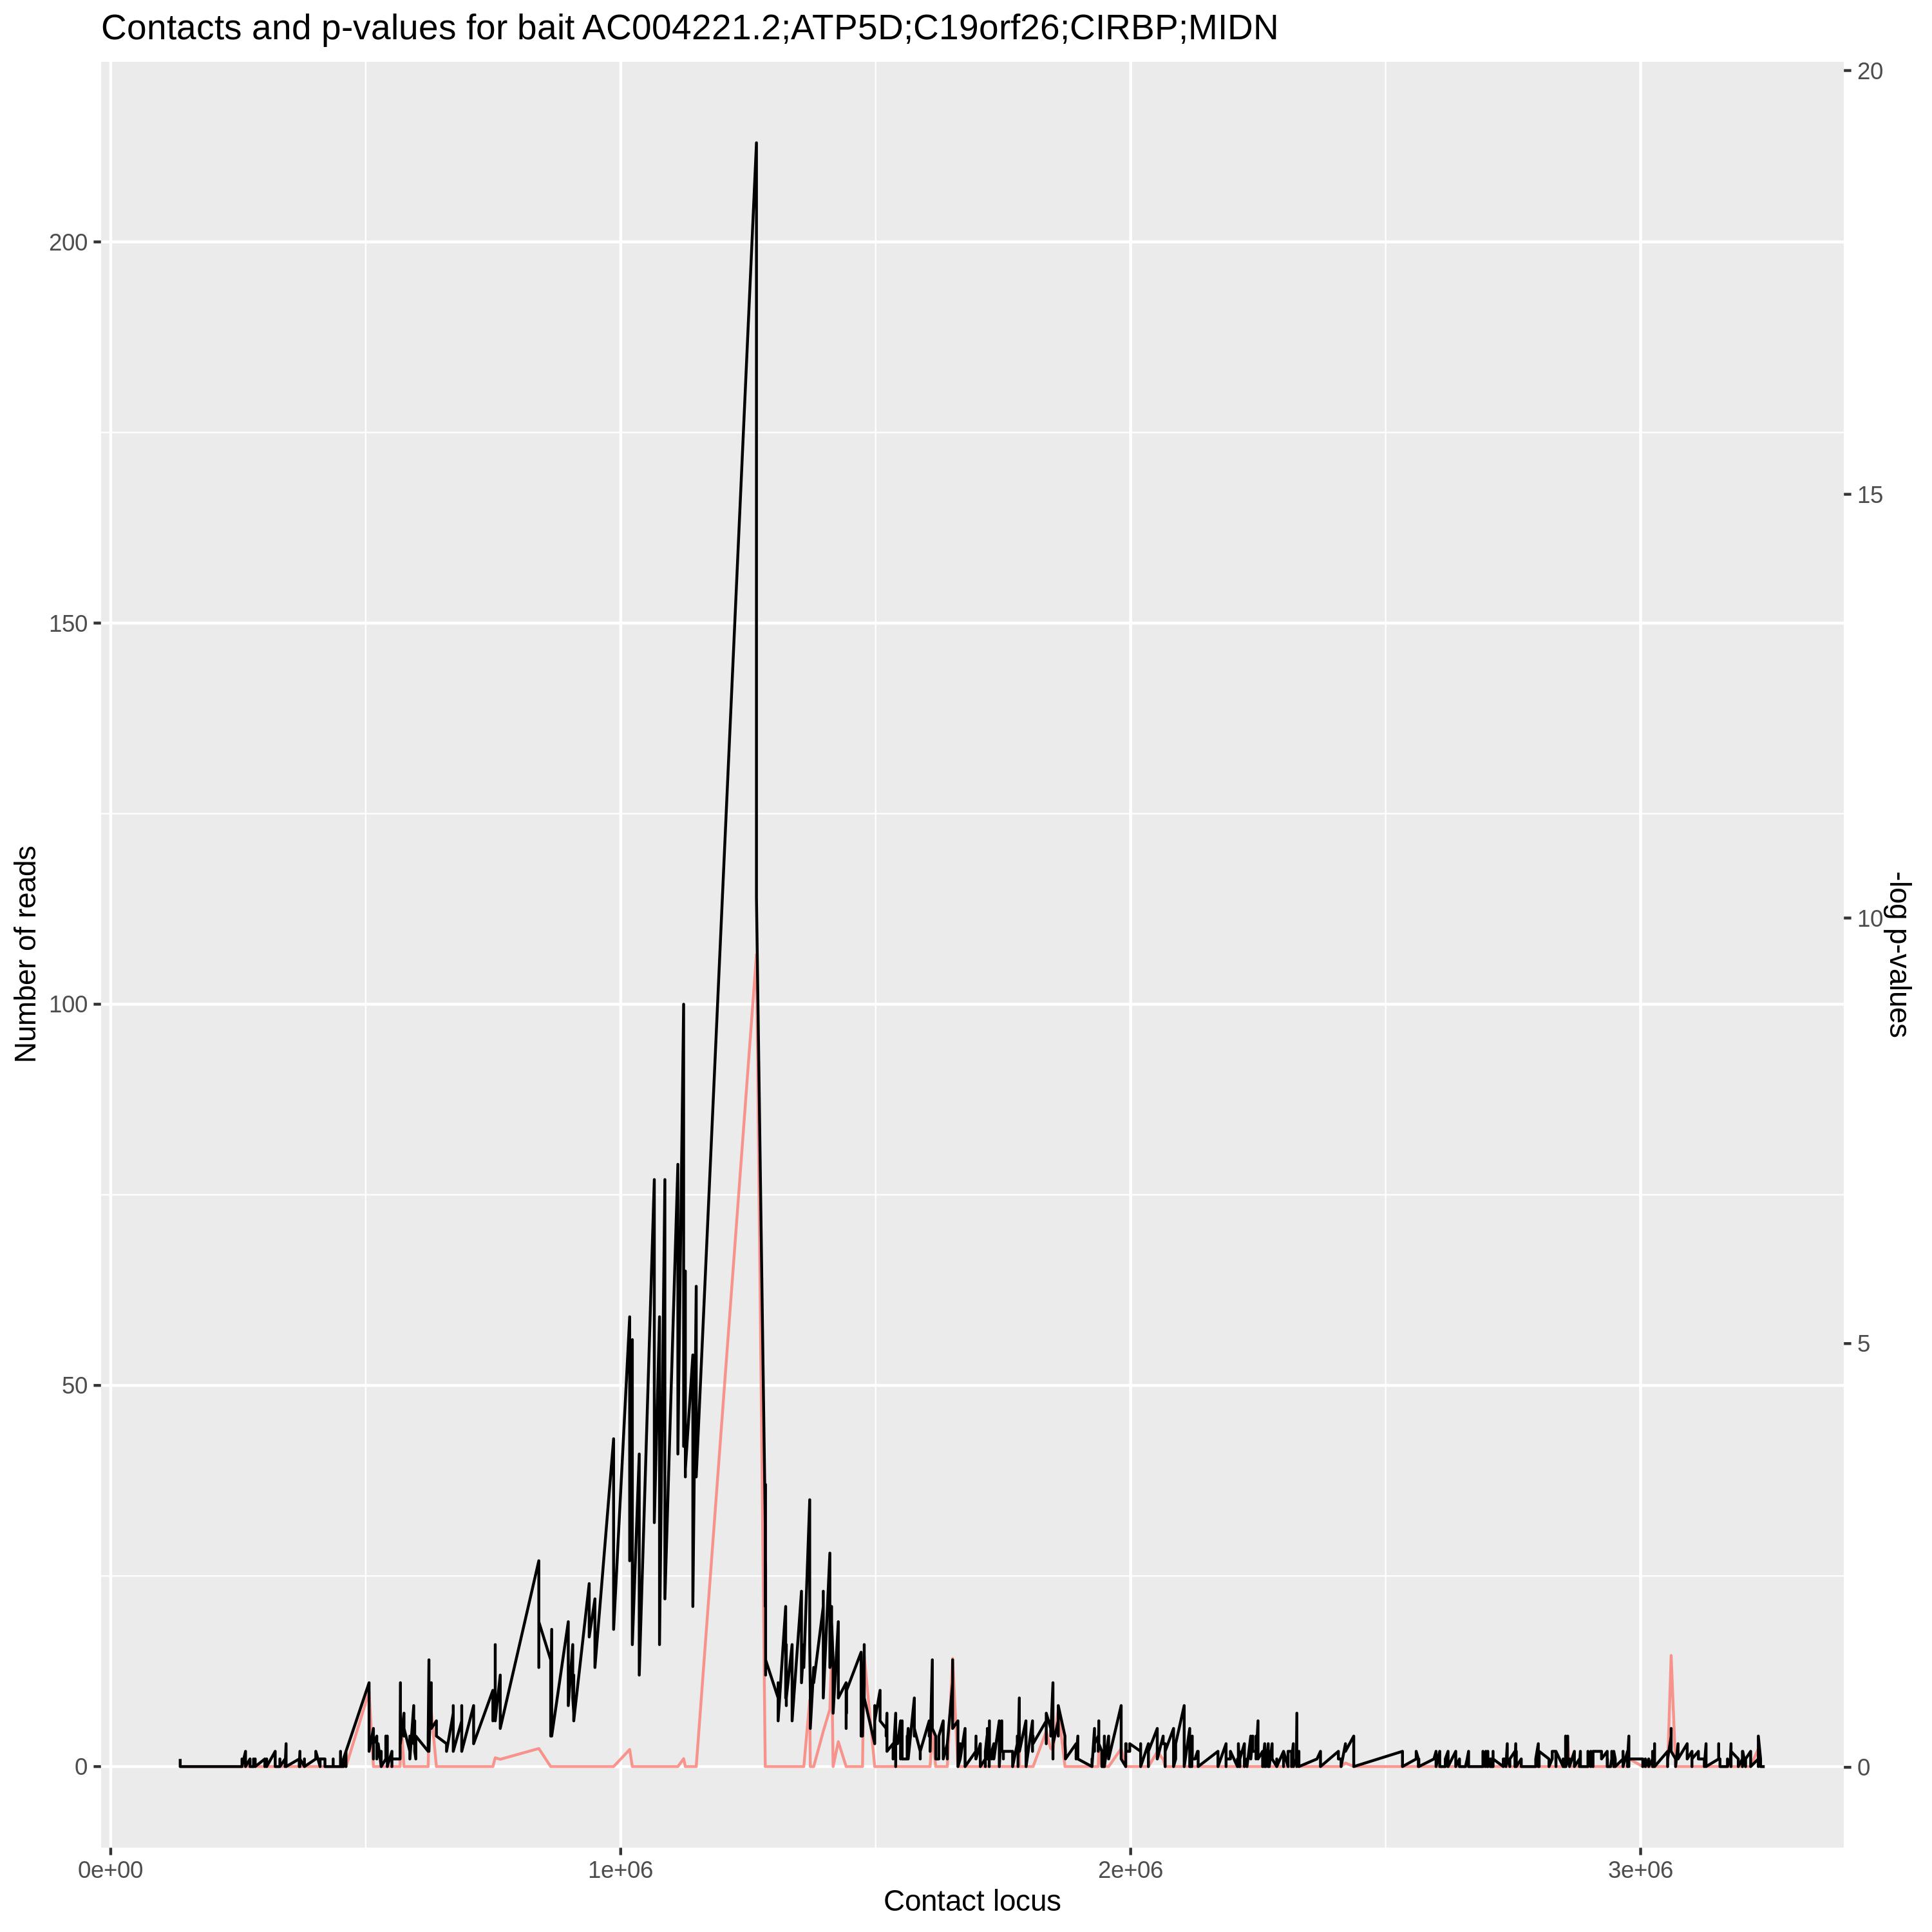 Contacts and p-values for bait AC004221.2;ATP5D;C19orf26;CIRBP;MIDN
20
200
15
150
Number of reads
-log p-values
10
100
5
50
0
0
0e+00
1e+06
2e+06
3e+06
Contact locus